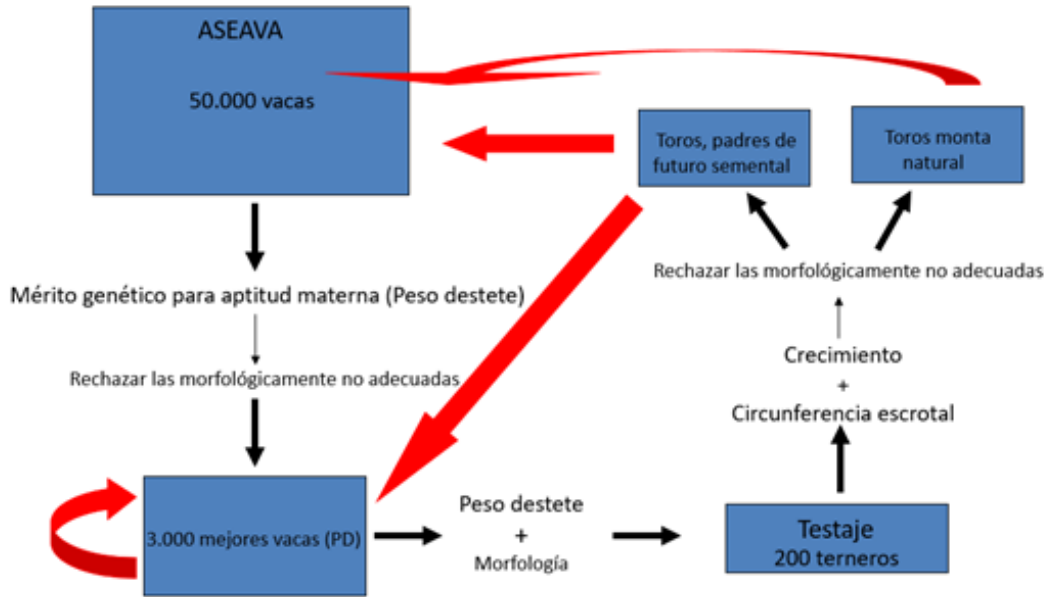 ASEAVA
50.000 vacas
Toros, padres de
futuro semental
Toros monta
natural
Rechazar las morfológicamente no adecuadas
Mérito genético para aptitud materna (Peso destete)
Rechazar las morfológicamente no adecuadas
Crecimiento
+
Circunferencia escrotal
3.000 mejores vacas (PD)
Peso destete
+
Morfología
Testaje
200 terneros